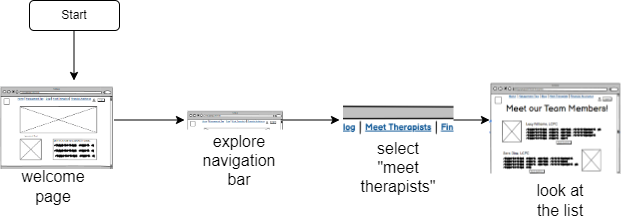 Start
welcome
page
explore
navigation
bar
log | Meet Therapists | Fin
select
"meet
therapists"
Meet our Team Members!
look at
the list